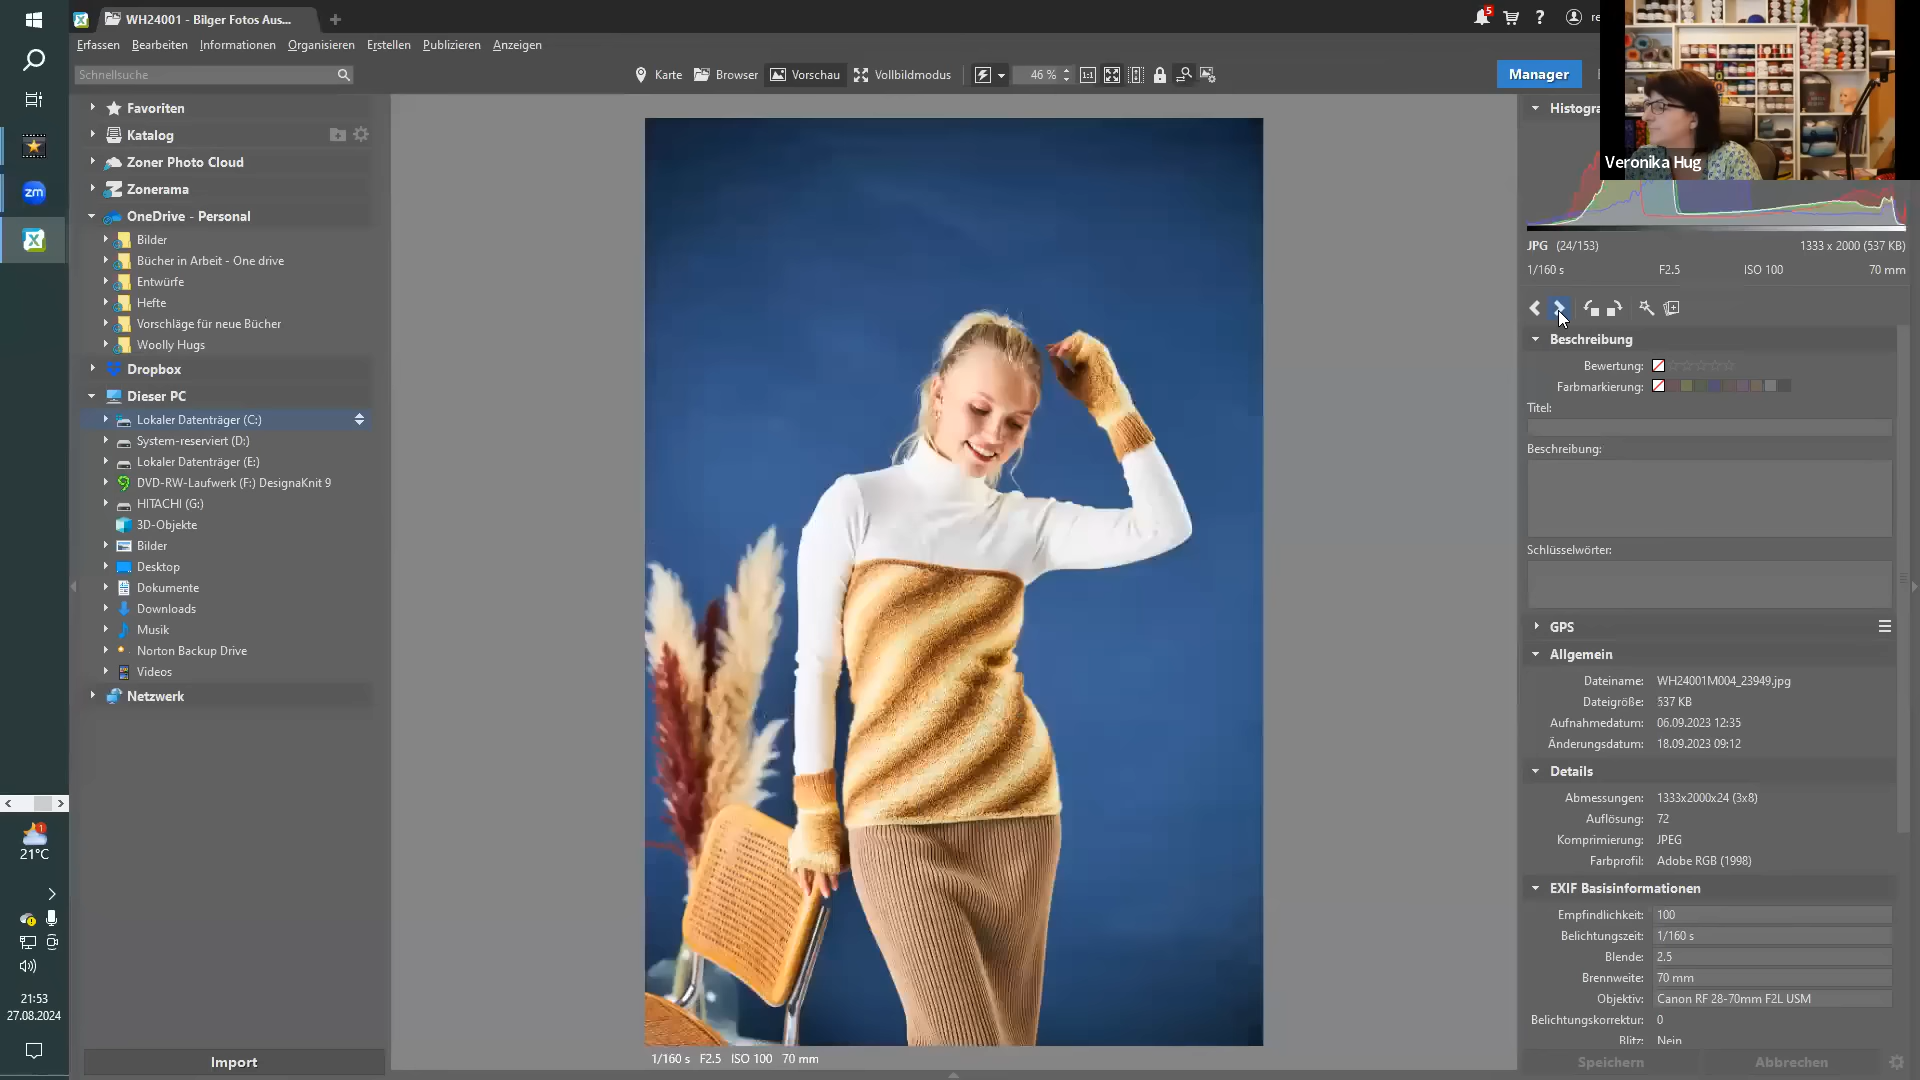 WH24001 - Bilger Fotos Aus...
5
Erfassen Bearbeiten Informationen Organisieren Erstellen Publizieren Anzeigen
Schnellsuche
Karte Browser Vorschau Vollbildmodus 46 % 1:1
Manager
Favoriten
Katalog
Zoner Photo Cloud
Zonerama
OneDrive - Personal
Bilder
Bücher in Arbeit - One drive
Entwürfe
Hefte
Vorschläge für neue Bücher
Woolly Hugs
Dropbox
Dieser PC
Lokaler Datenträger (C:)
System-reserviert (D:)
Lokaler Datenträger (E:)
DVD-RW-Laufwerk (F:) DesignaKnit 9
HITACHI (G:)
3D-Objekte
Bilder
Desktop
Dokumente
Downloads
Musik
Norton Backup Drive
Videos
Netzwerk
Import
zm
1
21°C
21:53
27.08.2024
1/160 s F2.5 ISO 100 70 mm
Veronika Hug
JPG (24/153) 1333 x 2000 (537 KB)
1/160 s F2.5 ISO 100 70 mm
Beschreibung
Bewertung:
Farbmarkierung:
Titel:
Beschreibung:
Schlüsselwörter:
GPS
Allgemein
Dateiname: WH24001M004_23949.jpg
Dateigröße: 537 KB
Aufnahmedatum: 06.09.2023 12:35
Änderungsdatum: 18.09.2023 09:12
Details
Abmessungen: 1333x2000x24 (3x8)
Auflösung: 72
Komprimierung: JPEG
Farbprofil: Adobe RGB (1998)
EXIF Basisinformationen
Empfindlichkeit: 100
Belichtungszeit: 1/160 s
Blende: 2.5
Brennweite: 70 mm
Objektiv: Canon RF 28-70mm F2L USM
Belichtungskorrektur: 0
Blitz: Nein
Speichern Abbrechen